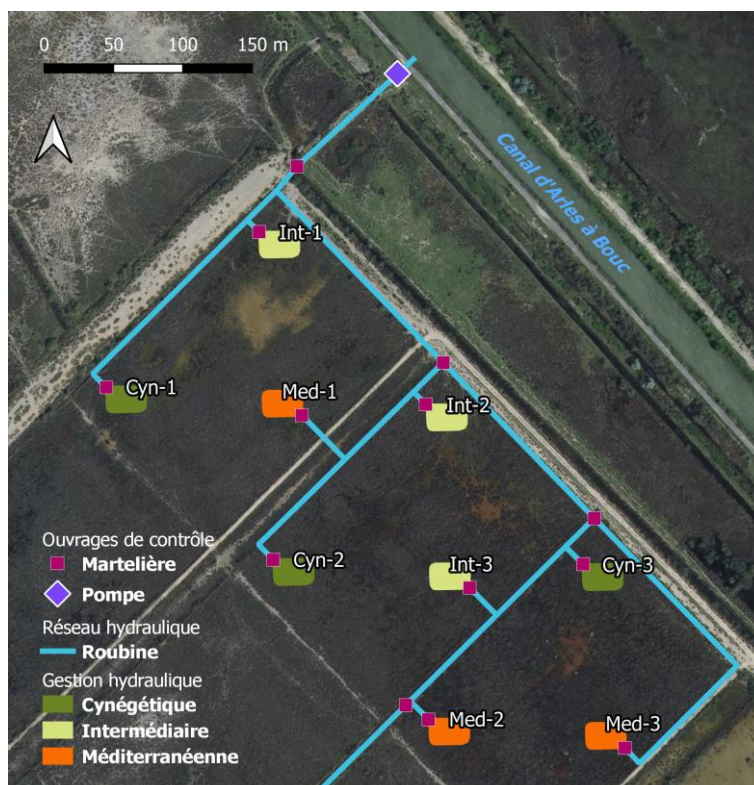 0 50 100 150 m
Canal d'Arles à Bouc
Int-1
Cyn-1
Med-1
Int-2
Cyn-2
Int-3
Cyn-3
Med-2
Med-3
Ouvrages de contrôle
Martelière
Pompe
Réseau hydraulique
Roubine
Gestion hydraulique
Cynégétique
Intermédiaire
Méditerranéenne